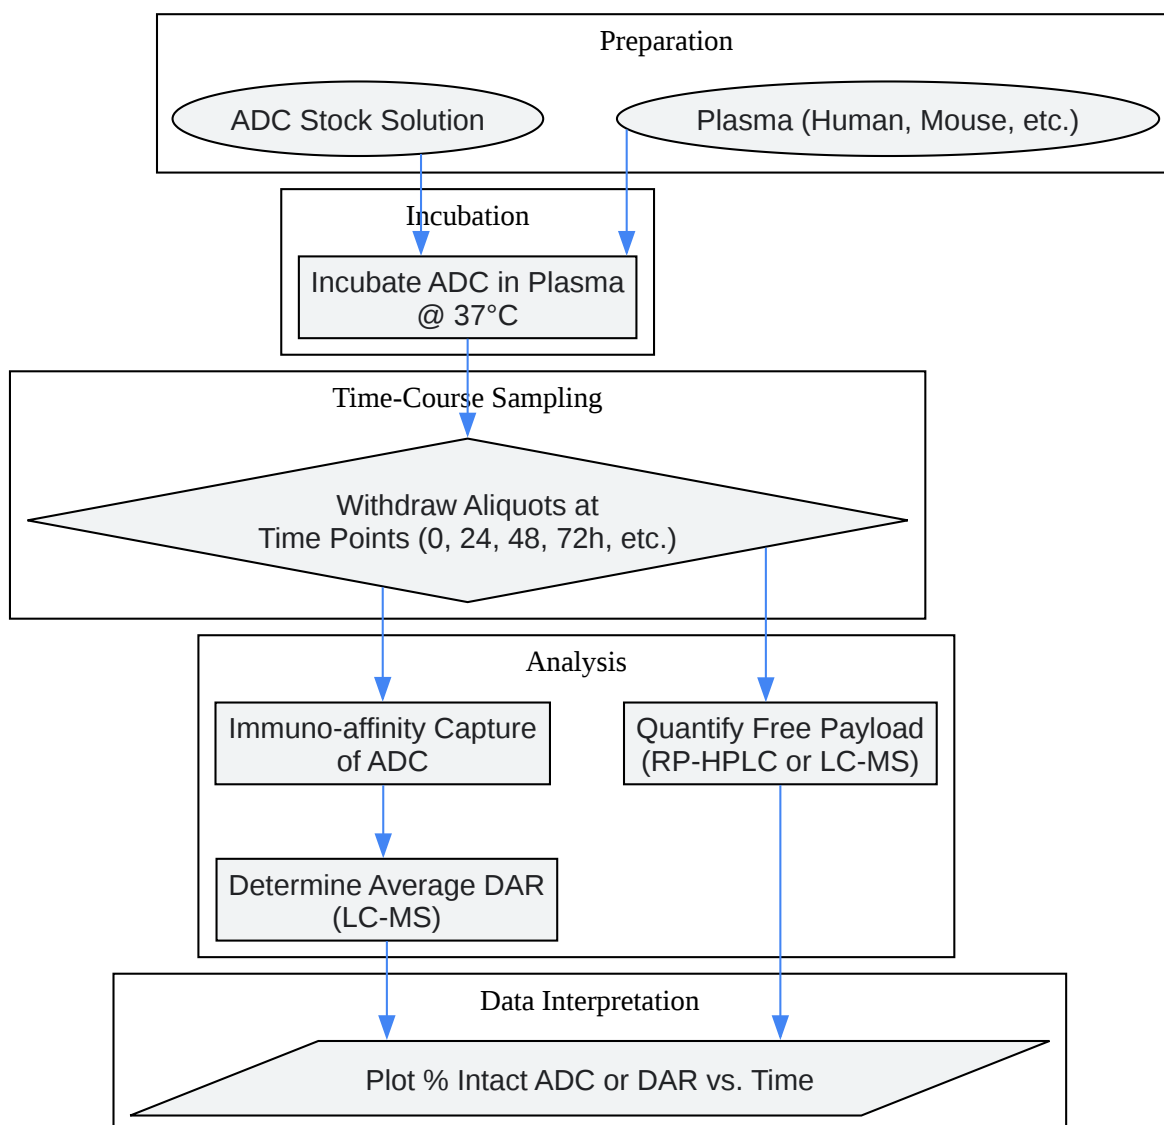 Preparation
ADC Stock Solution
Plasma (Human, Mouse, etc.)
Incubation
Incubate ADC in Plasma
@ 37°C
Time-Course Sampling
Withdraw Aliquots at
Time Points (0, 24, 48, 72h, etc.)
Analysis
Immuno-affinity Capture
of ADC
Quantify Free Payload
(RP-HPLC or LC-MS)
Determine Average DAR
(LC-MS)
Data Interpretation
Plot % Intact ADC or DAR vs. Time